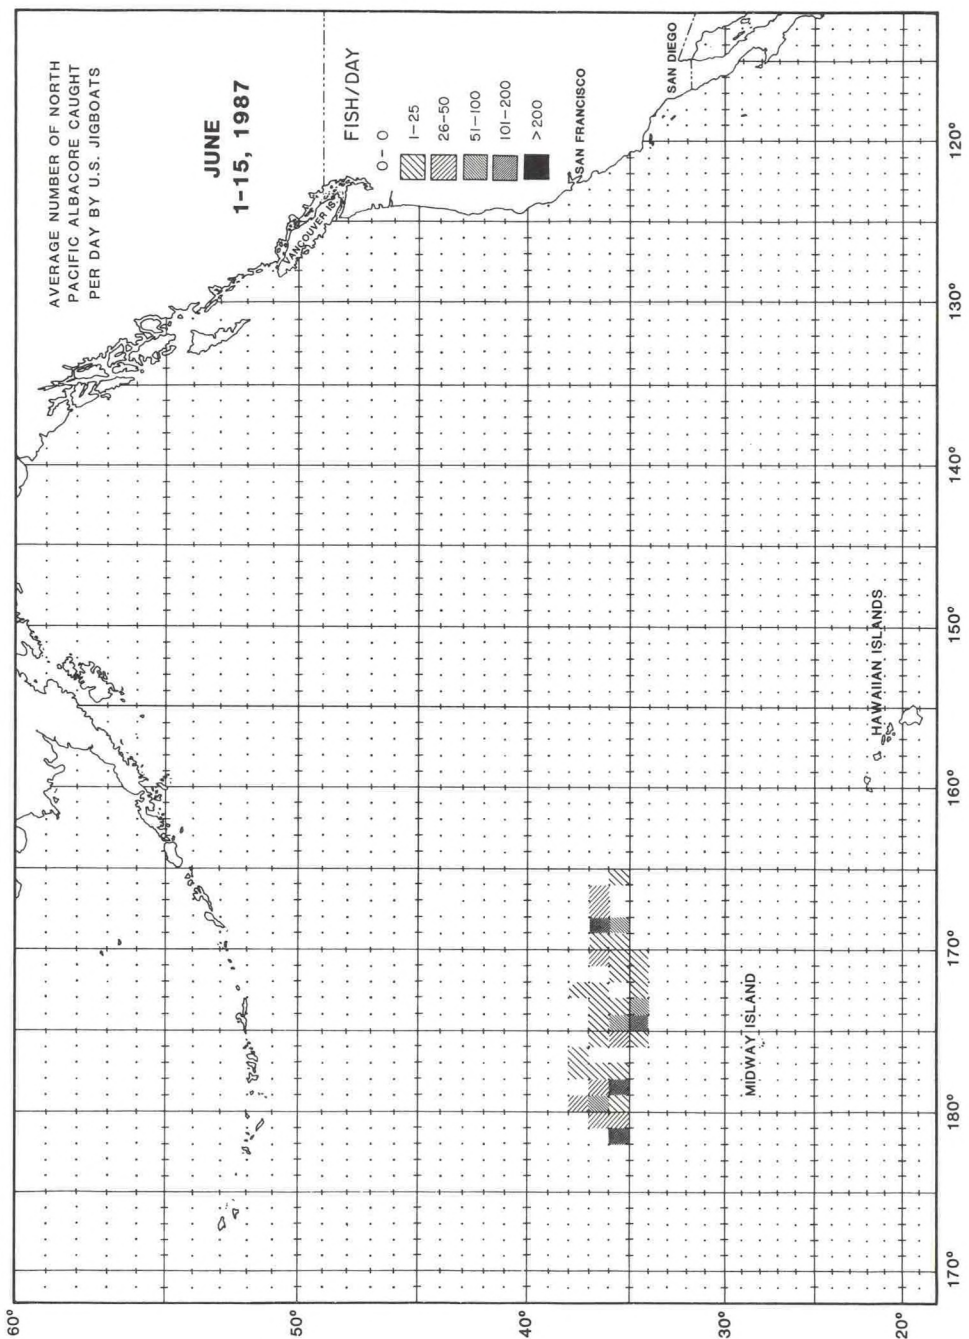 AVERAGE NUMBER OF NORTH
PACIFIC ALBACORE CAUGHT
PER DAY BY U.S. JIGBOATS
JUNE
1-15, 1987
FISH/DAY
0-0
1-25
26-50
51-100
101-200
>200
VANCOUVER IS.
SAN FRANCISCO
SAN DIEGO
HAWAIIAN ISLANDS
MIDWAY ISLAND
60°
50°
40°
30°
20°
170°
180°
170°
160°
150°
140°
130°
120°